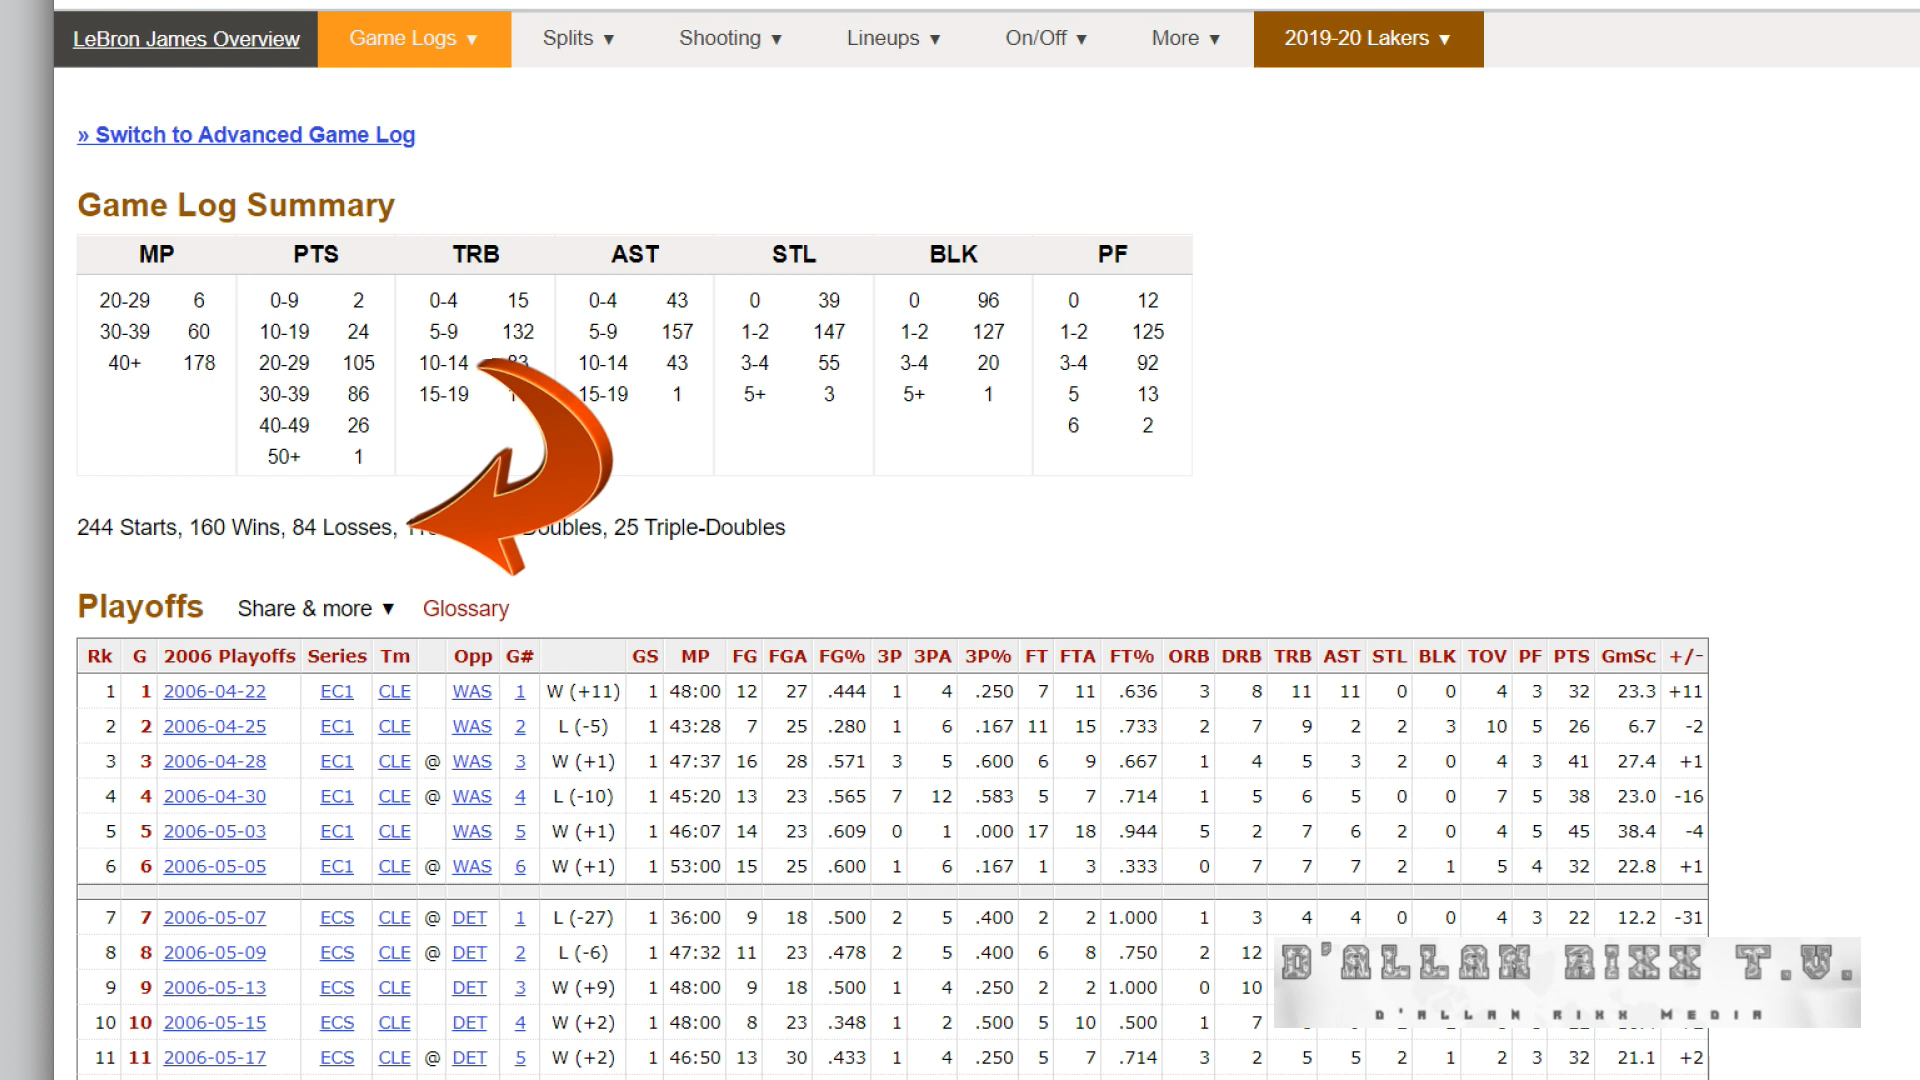 LeBron James Overview Game Logs ▼ Splits ▼ Shooting ▼ Lineups ▼ On/Off ▼ More ▼ 2019-20 Lakers ▼
» Switch to Advanced Game Log
Game Log Summary
MP PTS TRB AST STL BLK PF
20-29 6 0-9 2 0-4 15 0-4 43 0 39 0 96 0 12
30-39 60 10-19 24 5-9 132 5-9 157 1-2 147 1-2 127 1-2 125
40+ 178 20-29 105 10-14 83 10-14 43 3-4 55 3-4 20 3-4 92
30-39 86 15-19 15-19 1 5+ 3 5+ 1 5 13
40-49 26 6 2
50+ 1
244 Starts, 160 Wins, 84 Losses, Doubles, 25 Triple-Doubles
Playoffs Share & more ▼ Glossary
Rk G 2006 Playoffs Series Tm Opp G# GS MP FG FGA FG% 3P 3PA 3P% FT FTA FT% ORB DRB TRB AST STL BLK TOV PF PTS GmSc +/-
1 1 2006-04-22 EC1 CLE WAS 1 W (+11) 1 48:00 12 27 .444 1 4 .250 7 11 .636 3 8 11 11 0 0 4 3 32 23.3 +11
2 2 2006-04-25 EC1 CLE WAS 2 L (-5) 1 43:28 7 25 .280 1 6 .167 11 15 .733 2 7 9 2 2 3 10 5 26 6.7 -2
3 3 2006-04-28 EC1 CLE @ WAS 3 W (+1) 1 47:37 16 28 .571 3 5 .600 6 9 .667 1 4 5 3 2 0 4 3 41 27.4 +1
4 4 2006-04-30 EC1 CLE @ WAS 4 L (-10) 1 45:20 13 23 .565 7 12 .583 5 7 .714 1 5 6 5 0 0 7 5 38 23.0 -16
5 5 2006-05-03 EC1 CLE WAS 5 W (+1) 1 46:07 14 23 .609 0 1 .000 17 18 .944 5 2 7 6 2 0 4 5 45 38.4 -4
6 6 2006-05-05 EC1 CLE @ WAS 6 W (+1) 1 53:00 15 25 .600 1 6 .167 1 3 .333 0 7 7 7 2 1 5 4 32 22.8 +1
7 7 2006-05-07 ECS CLE @ DET 1 L (-27) 1 36:00 9 18 .500 2 5 .400 2 2 1.000 1 3 4 4 0 0 4 3 22 12.2 -31
8 8 2006-05-09 ECS CLE @ DET 2 L (-6) 1 47:32 11 23 .478 2 5 .400 6 8 .750 2 12
9 9 2006-05-13 ECS CLE DET 3 W (+9) 1 48:00 9 18 .500 1 4 .250 2 2 1.000 0 10
10 10 2006-05-15 ECS CLE DET 4 W (+2) 1 48:00 8 23 .348 1 2 .500 5 10 .500 1 7
11 11 2006-05-17 ECS CLE @ DET 5 W (+2) 1 46:50 13 30 .433 1 4 .250 5 7 .714 3 2 5 5 2 1 2 3 32 21.1 +2
D'ALLAN RIXX T.V.
D'ALLAN RIXX MEDIA